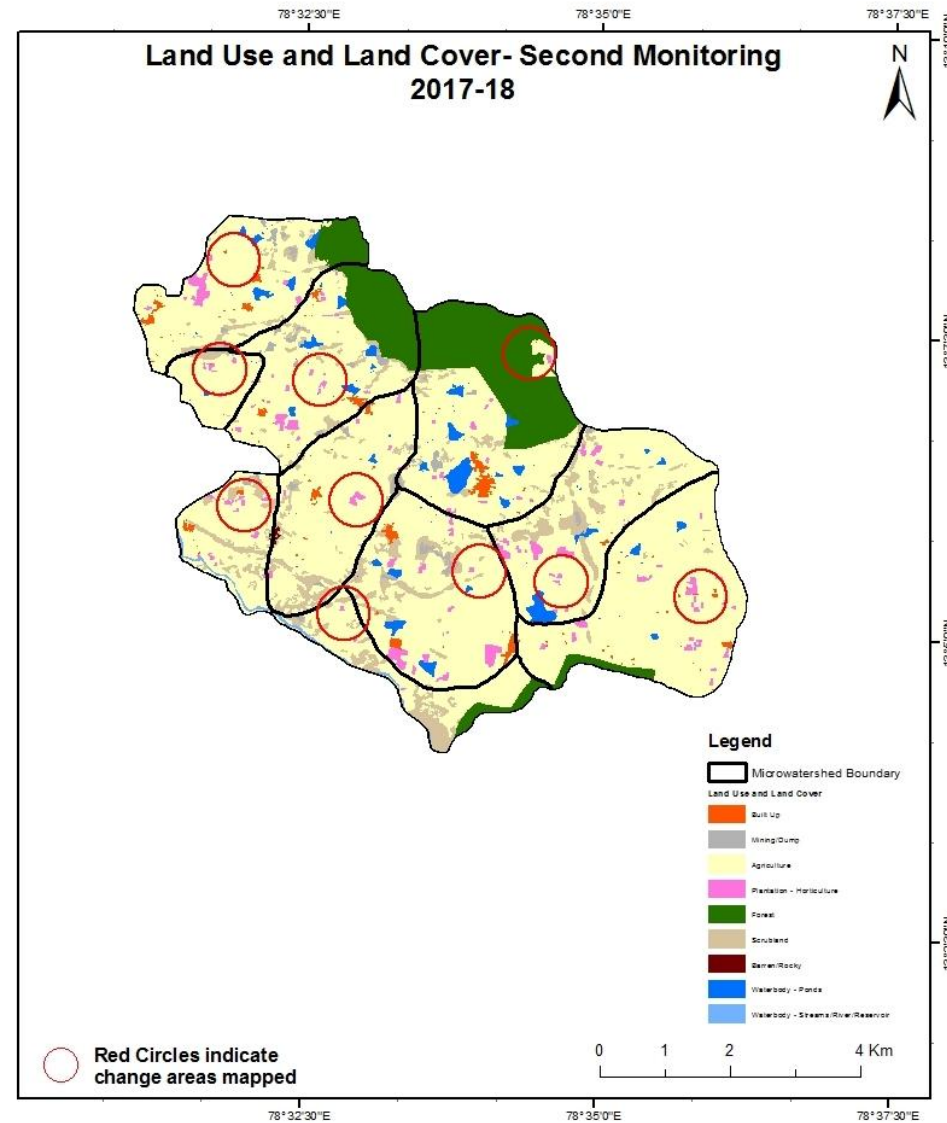 78°32'30"E 78°35'0"E 78°37'30"E
Land Use and Land Cover- Second Monitoring
2017-18
N
Legend
Microwatershed Boundary
Land Use and Land Cover
Built Up
Mining/Dump
Agriculture
Plantation - Horticulture
Forest
Scrubland
Barren/Rocky
Waterbody - Ponds
Waterbody - Streams/River/Reservoir
Red Circles indicate
change areas mapped
0 1 2 4 Km
78°32'30"E 78°35'0"E 78°37'30"E